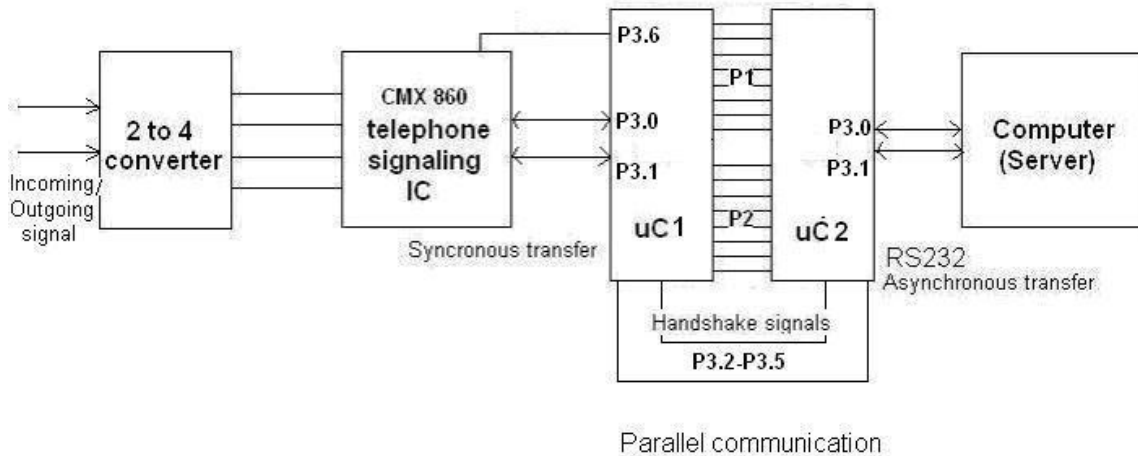 Incoming/
Outgoing
signal
2 to 4
converter
CMX 860
telephone
signaling
IC
Syncronous transfer
P3.6
P3.0
P3.1
uC1
P1
P2
P3.0
P3.1
uC2
RS232
Asynchronous transfer
Computer
(Server)
Handshake signals
P3.2-P3.5
Parallel communication